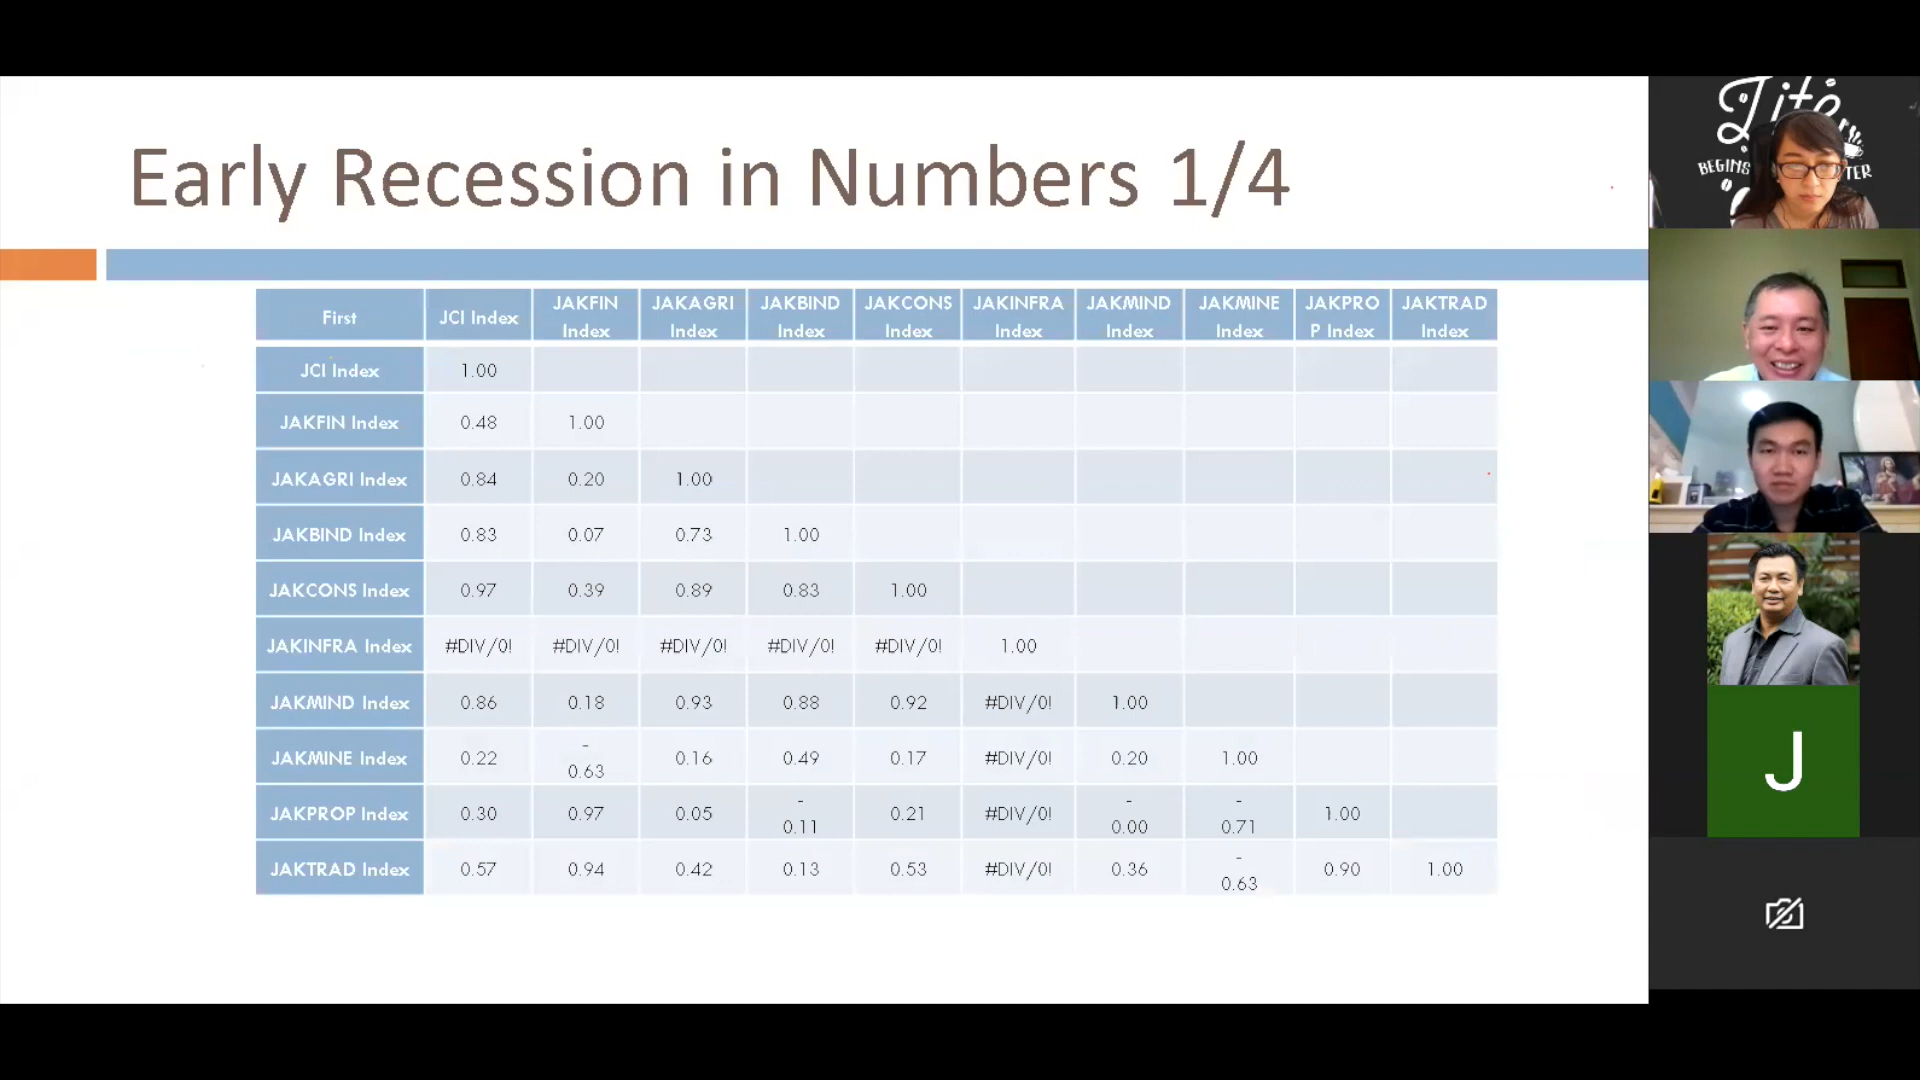 Early Recession in Numbers 1/4
First JCI Index JAKFIN Index JAKAGRI Index JAKBIND Index JAKCONS Index JAKINFRA Index JAKMIND Index JAKMINE Index JAKPRO P Index JAKTRAD Index
JCI Index 1.00
JAKFIN Index 0.48 1.00
JAKAGRI Index 0.84 0.20 1.00
JAKBIND Index 0.83 0.07 0.73 1.00
JAKCONS Index 0.97 0.39 0.89 0.83 1.00
JAKINFRA Index #DIV/0! #DIV/0! #DIV/0! #DIV/0! #DIV/0! 1.00
JAKMIND Index 0.86 0.18 0.93 0.88 0.92 #DIV/0! 1.00
JAKMINE Index 0.22 - 0.63 0.16 0.49 0.17 #DIV/0! 0.20 1.00
JAKPROP Index 0.30 0.97 0.05 - 0.11 0.21 #DIV/0! - 0.00 - 0.71 1.00
JAKTRAD Index 0.57 0.94 0.42 0.13 0.53 #DIV/0! 0.36 - 0.63 0.90 1.00
BEGINS
J